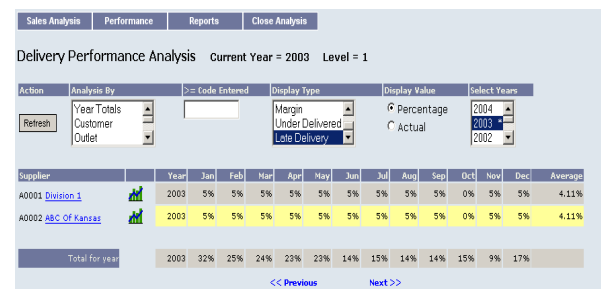 Sales Analysis Performance Reports Close Analysis
Delivery Performance Analysis Current Year = 2003 Level = 1
Action Analysis By >= Code Entered Display Type Display Value Select Years
Year Totals Margin Percentage 2004
Refresh Customer Under Delivered Actual 2003 *
Outlet Late Delivery 2002
Supplier Year Jan Feb Mar Apr May Jun Jul Aug Sep Oct Nov Dec Average
A0001 Division 1 2003 5% 5% 5% 5% 5% 5% 5% 5% 5% 0% 5% 5% 4.11%
A0002 ABC Of Kansas 2003 5% 5% 5% 5% 5% 5% 5% 5% 5% 0% 5% 5% 4.11%
Total for year 2003 32% 25% 24% 23% 23% 14% 15% 14% 14% 15% 9% 17%
<< Previous Next >>